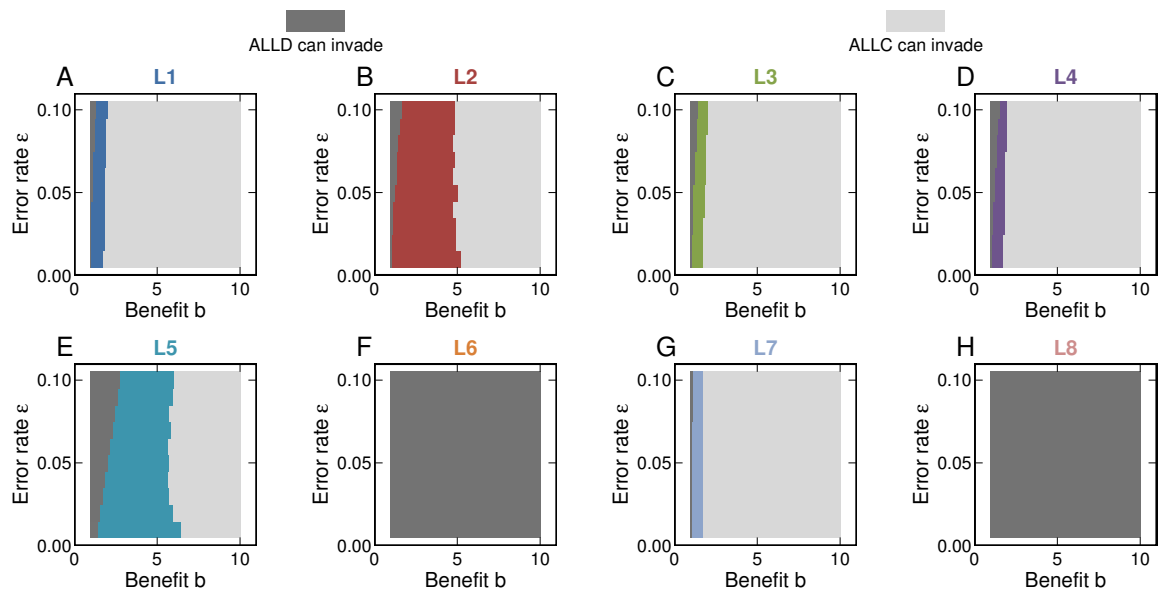 ALLD can invade
ALLC can invade
A L1
B L2
C L3
D L4
0.10
0.05
0.00
Error rate ε
0 5 10
Benefit b
0.10
0.05
0.00
Error rate ε
0 5 10
Benefit b
0.10
0.05
0.00
Error rate ε
0 5 10
Benefit b
0.10
0.05
0.00
Error rate ε
0 5 10
Benefit b
E L5
F L6
G L7
H L8
0.10
0.05
0.00
Error rate ε
0 5 10
Benefit b
0.10
0.05
0.00
Error rate ε
0 5 10
Benefit b
0.10
0.05
0.00
Error rate ε
0 5 10
Benefit b
0.10
0.05
0.00
Error rate ε
0 5 10
Benefit b